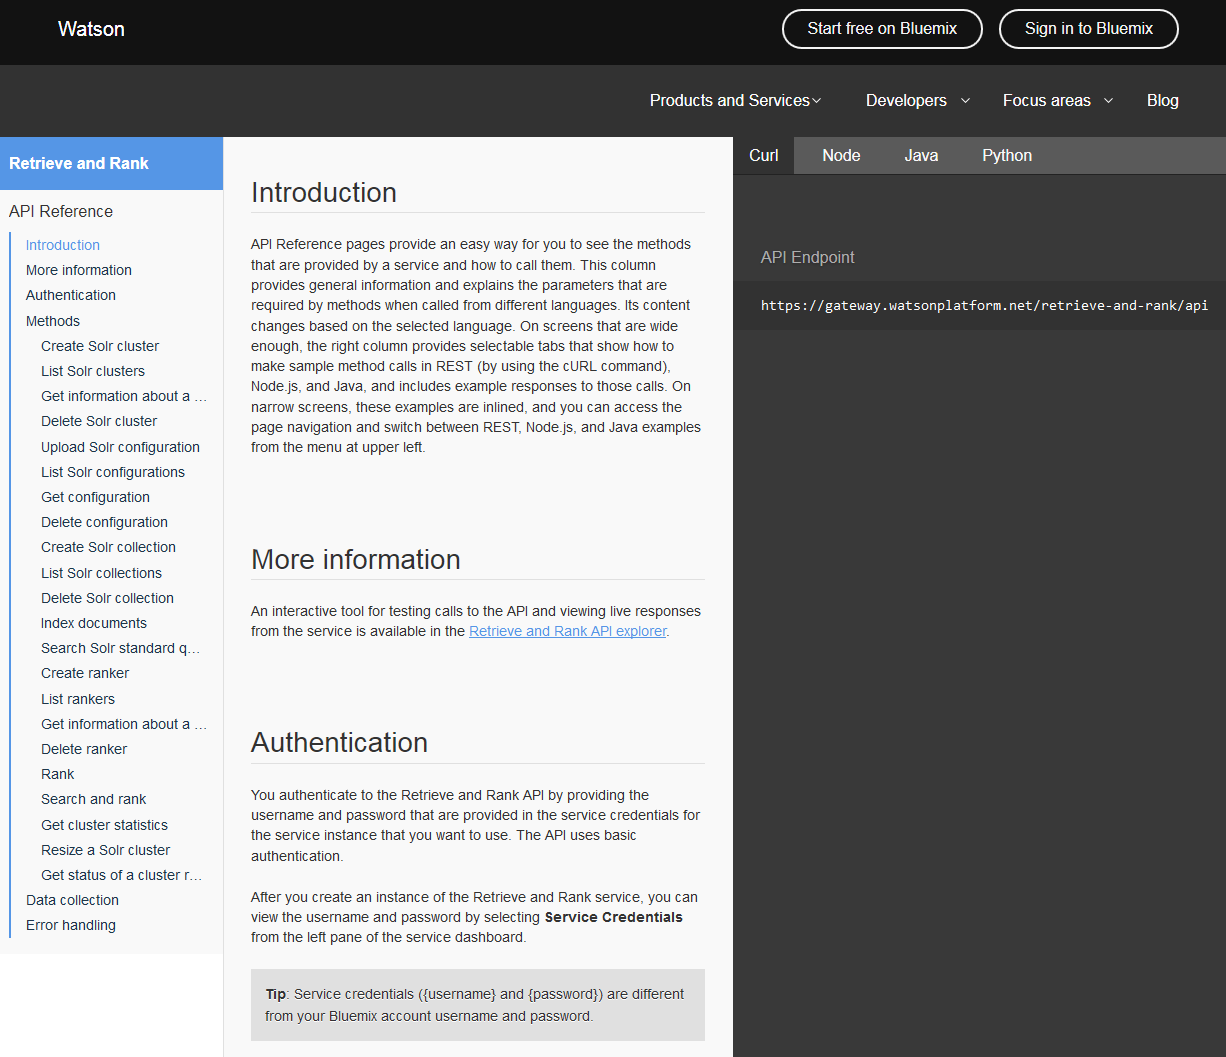 Watson
Start free on Bluemix
Sign in to Bluemix
Products and Services
Developers
Focus areas
Blog
Retrieve and Rank
API Reference
Introduction
More information
Authentication
Methods
Create Solr cluster
List Solr clusters
Get information about a ...
Delete Solr cluster
Upload Solr configuration
List Solr configurations
Get configuration
Delete configuration
Create Solr collection
List Solr collections
Delete Solr collection
Index documents
Search Solr standard q...
Create ranker
List rankers
Get information about a ...
Delete ranker
Rank
Search and rank
Get cluster statistics
Resize a Solr cluster
Get status of a cluster r...
Data collection
Error handling
Introduction
API Reference pages provide an easy way for you to see the methods
that are provided by a service and how to call them. This column
provides general information and explains the parameters that are
required by methods when called from different languages. Its content
changes based on the selected language. On screens that are wide
enough, the right column provides selectable tabs that show how to
make sample method calls in REST (by using the cURL command),
Node.js, and Java, and includes example responses to those calls. On
narrow screens, these examples are inlined, and you can access the
page navigation and switch between REST, Node.js, and Java examples
from the menu at upper left.
More information
An interactive tool for testing calls to the API and viewing live responses
from the service is available in the Retrieve and Rank API explorer.
Authentication
You authenticate to the Retrieve and Rank API by providing the
username and password that are provided in the service credentials for
the service instance that you want to use. The API uses basic
authentication.
After you create an instance of the Retrieve and Rank service, you can
view the username and password by selecting Service Credentials
from the left pane of the service dashboard.
Tip: Service credentials ({username} and {password}) are different
from your Bluemix account username and password.
Curl
Node
Java
Python
API Endpoint
https://gateway.watsonplatform.net/retrieve-and-rank/api